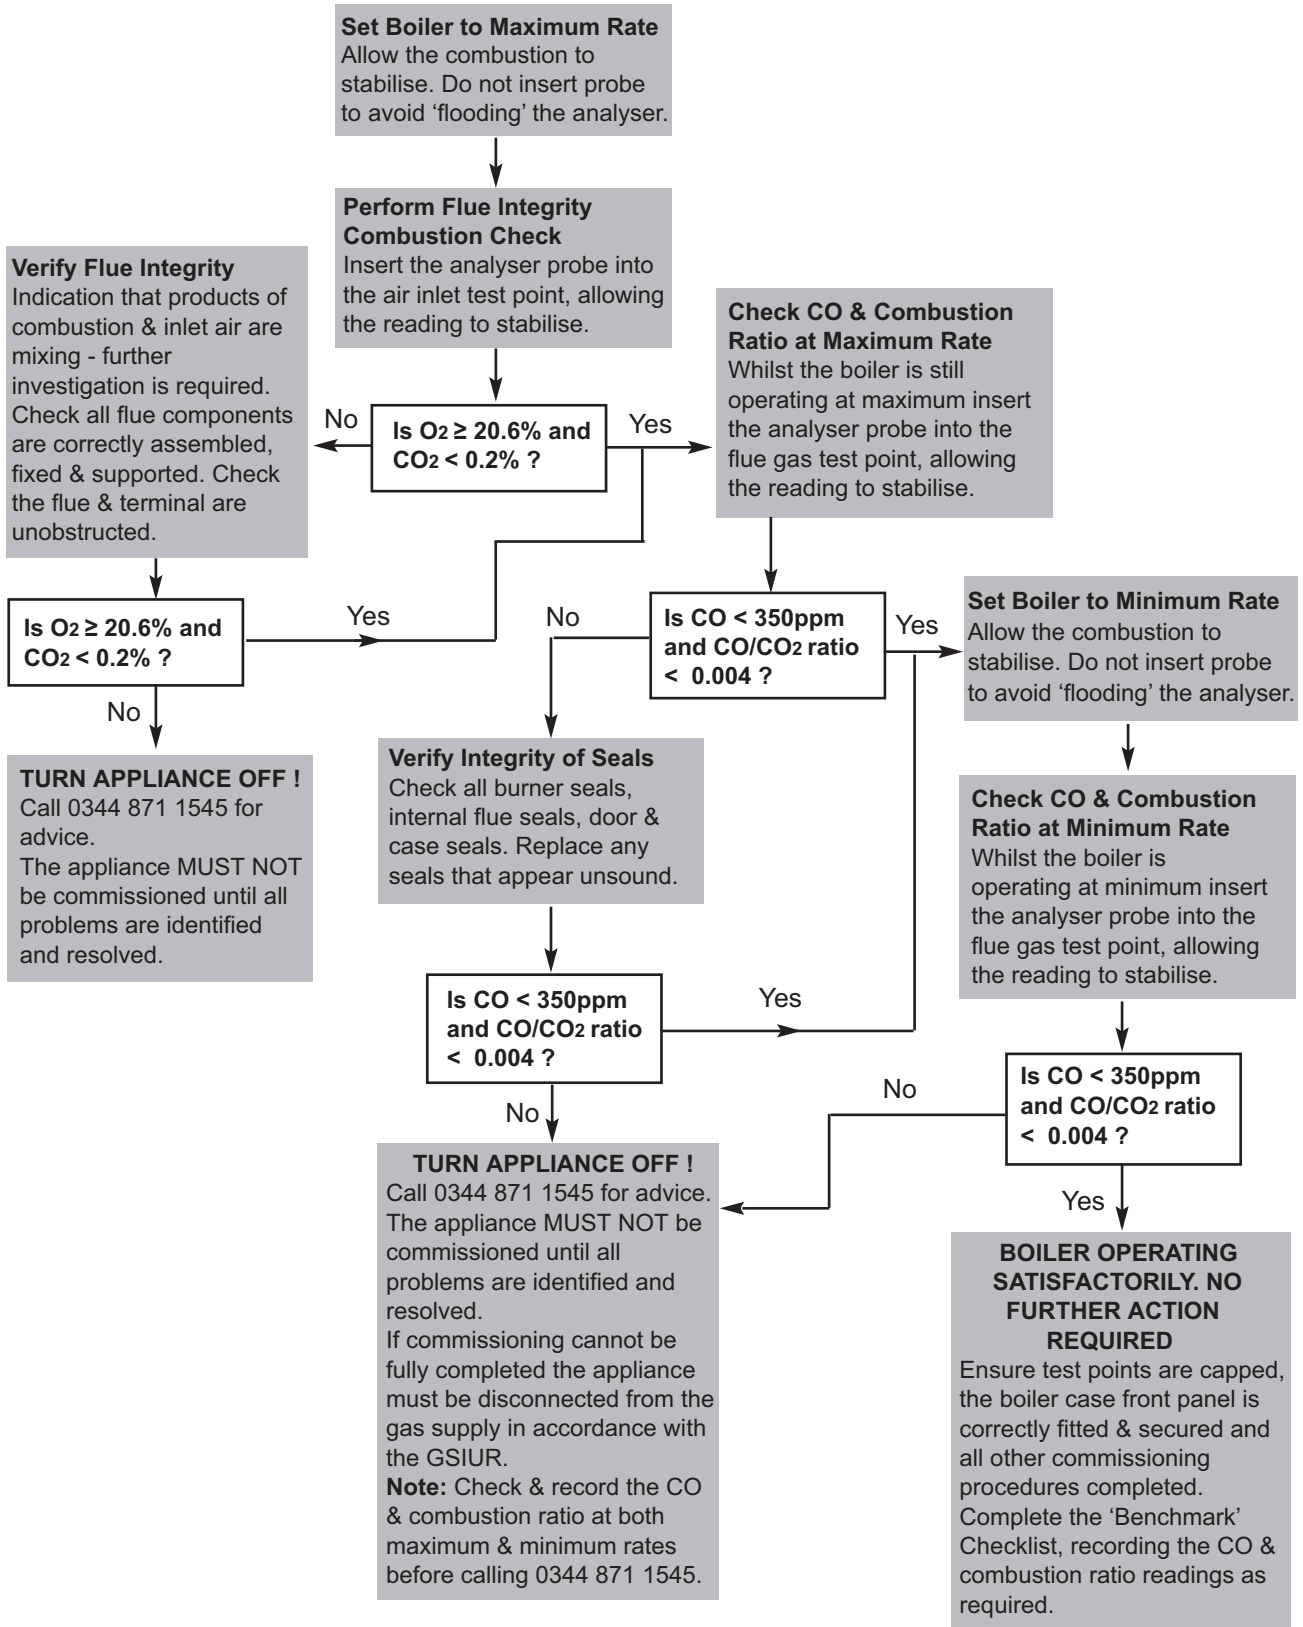 Set Boiler to Maximum Rate
Allow the combustion to
stabilise. Do not insert probe
to avoid ‘flooding’ the analyser.
Perform Flue Integrity
Combustion Check
Insert the analyser probe into
the air inlet test point, allowing
the reading to stabilise.
Verify Flue Integrity
Indication that products of
combustion & inlet air are
mixing - further
investigation is required.
Check all flue components
are correctly assembled,
fixed & supported. Check
the flue & terminal are
unobstructed.
No
Is O2 ≥ 20.6% and
CO2 < 0.2% ?
Yes
Check CO & Combustion
Ratio at Maximum Rate
Whilst the boiler is still
operating at maximum insert
the analyser probe into the
flue gas test point, allowing
the reading to stabilise.
Is O2 ≥ 20.6% and
CO2 < 0.2% ?
Yes
No
TURN APPLIANCE OFF !
Call 0344 871 1545 for
advice.
The appliance MUST NOT
be commissioned until all
problems are identified
and resolved.
No
Is CO < 350ppm
and CO/CO2 ratio
< 0.004 ?
Yes
Set Boiler to Minimum Rate
Allow the combustion to
stabilise. Do not insert probe
to avoid ‘flooding’ the analyser.
Verify Integrity of Seals
Check all burner seals,
internal flue seals, door &
case seals. Replace any
seals that appear unsound.
Check CO & Combustion
Ratio at Minimum Rate
Whilst the boiler is
operating at minimum insert
the analyser probe into the
flue gas test point, allowing
the reading to stabilise.
Is CO < 350ppm
and CO/CO2 ratio
< 0.004 ?
Yes
No
No
Is CO < 350ppm
and CO/CO2 ratio
< 0.004 ?
Yes
TURN APPLIANCE OFF !
Call 0344 871 1545 for advice.
The appliance MUST NOT be
commissioned until all
problems are identified and
resolved.
If commissioning cannot be
fully completed the appliance
must be disconnected from the
gas supply in accordance with
the GSIUR.
Note: Check & record the CO
& combustion ratio at both
maximum & minimum rates
before calling 0344 871 1545.
BOILER OPERATING
SATISFACTORILY. NO
FURTHER ACTION
REQUIRED
Ensure test points are capped,
the boiler case front panel is
correctly fitted & secured and
all other commissioning
procedures completed.
Complete the ‘Benchmark’
Checklist, recording the CO &
combustion ratio readings as
required.